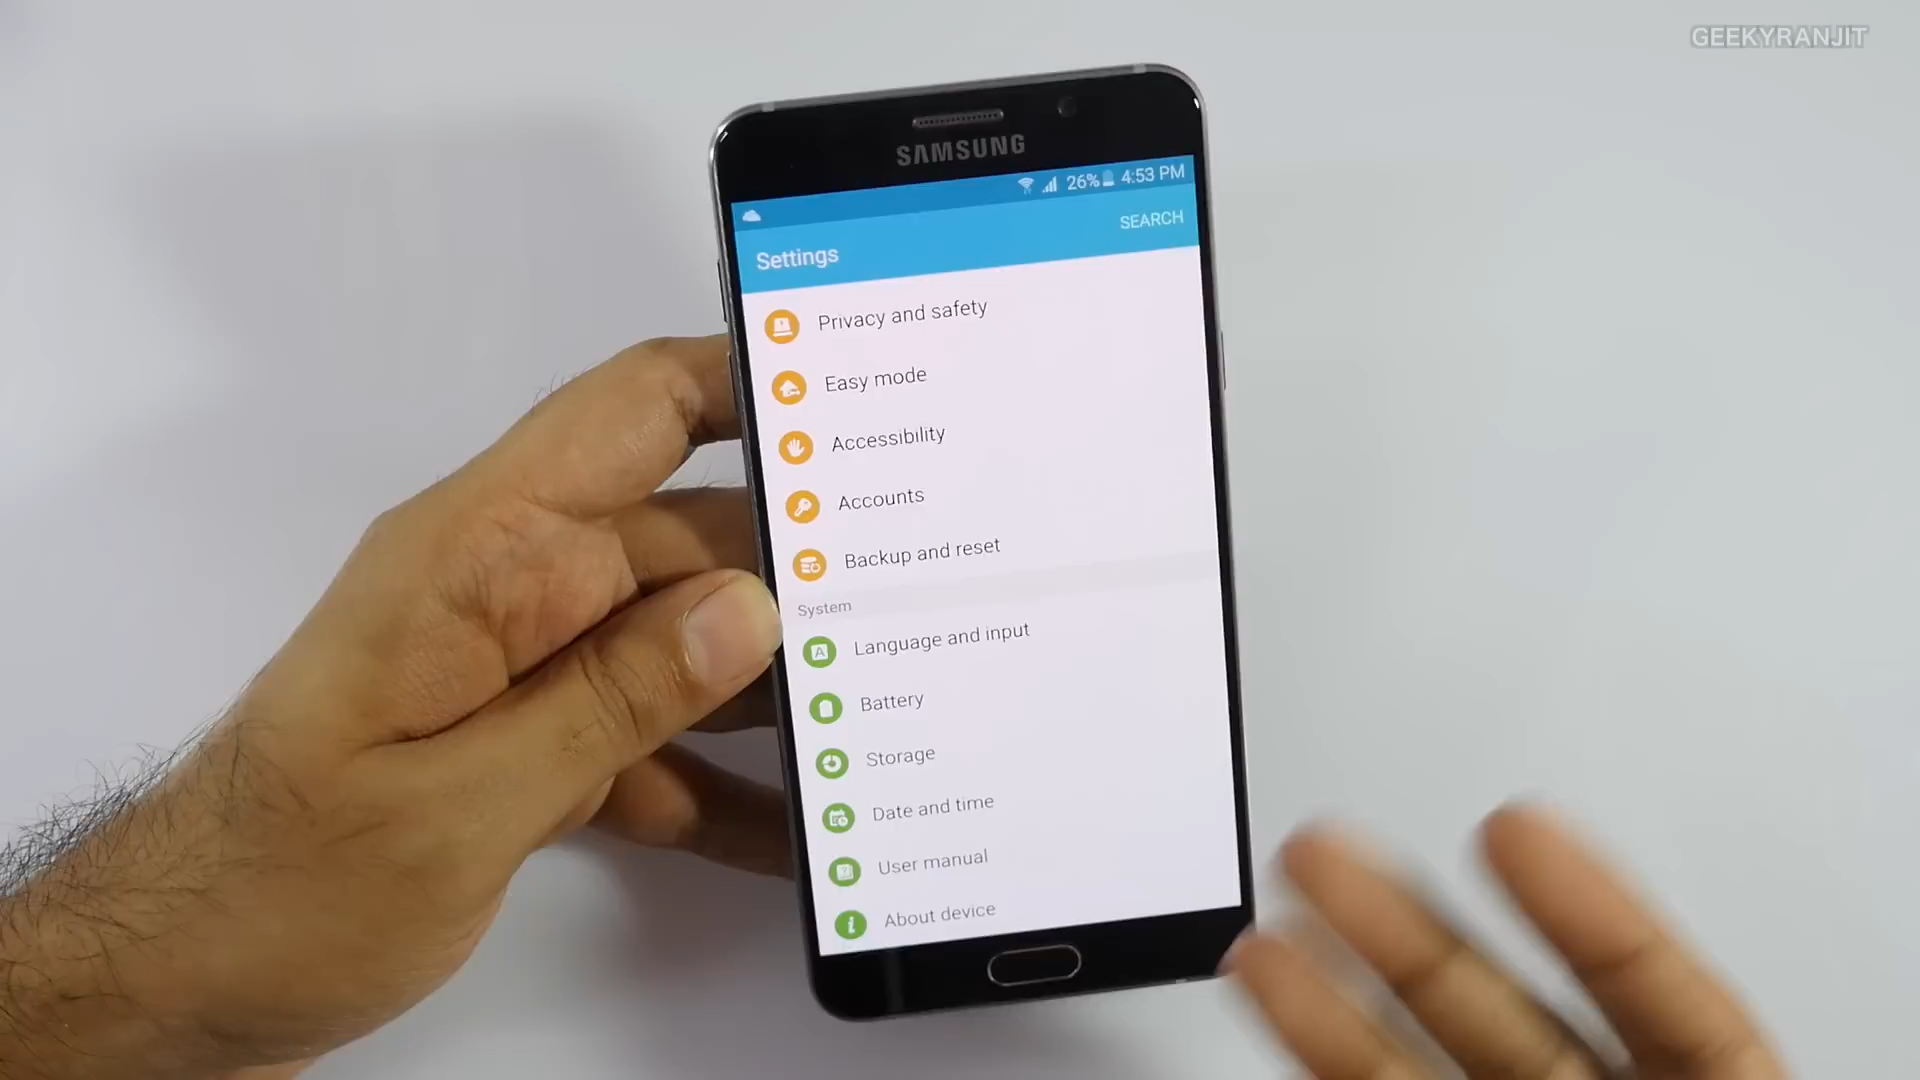 GEEKYRANJIT
SAMSUNG
26% 4:53 PM
Settings
SEARCH
Privacy and safety
Easy mode
Accessibility
Accounts
Backup and reset
System
Language and input
Battery
Storage
Date and time
User manual
About device